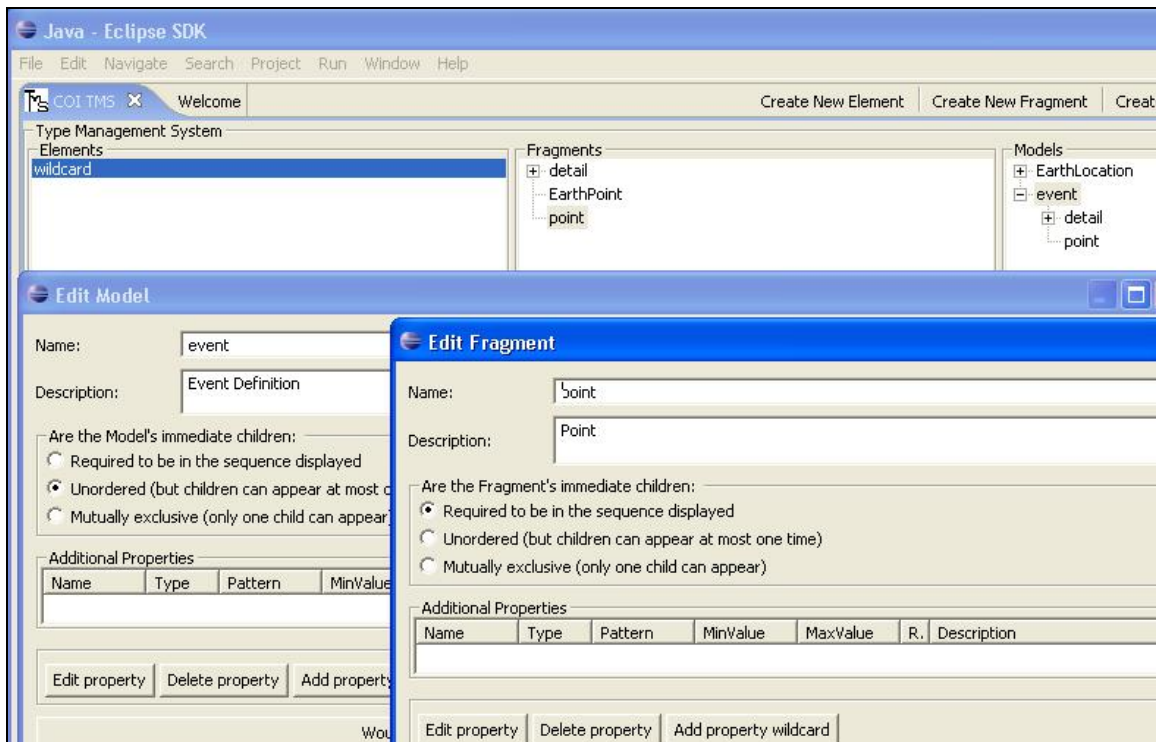 Java - Eclipse SDK
File Edit Navigate Search Project Run Window Help
TMS COI TMS Welcome Create New Element Create New Fragment Creat
Type Management System
Elements Fragments Models
wildcard detail EarthLocation
EarthPoint event
point detail
point
Edit Model
Name: event
Description: Event Definition
Are the Model's immediate children:
Required to be in the sequence displayed
Unordered (but children can appear at most o
Mutually exclusive (only one child can appear)
Additional Properties
Name Type Pattern MinValue
Edit property Delete property Add property
Wou
Edit Fragment
Name: point
Description: Point
Are the Fragment's immediate children:
Required to be in the sequence displayed
Unordered (but children can appear at most one time)
Mutually exclusive (only one child can appear)
Additional Properties
Name Type Pattern MinValue MaxValue R. Description
Edit property Delete property Add property wildcard